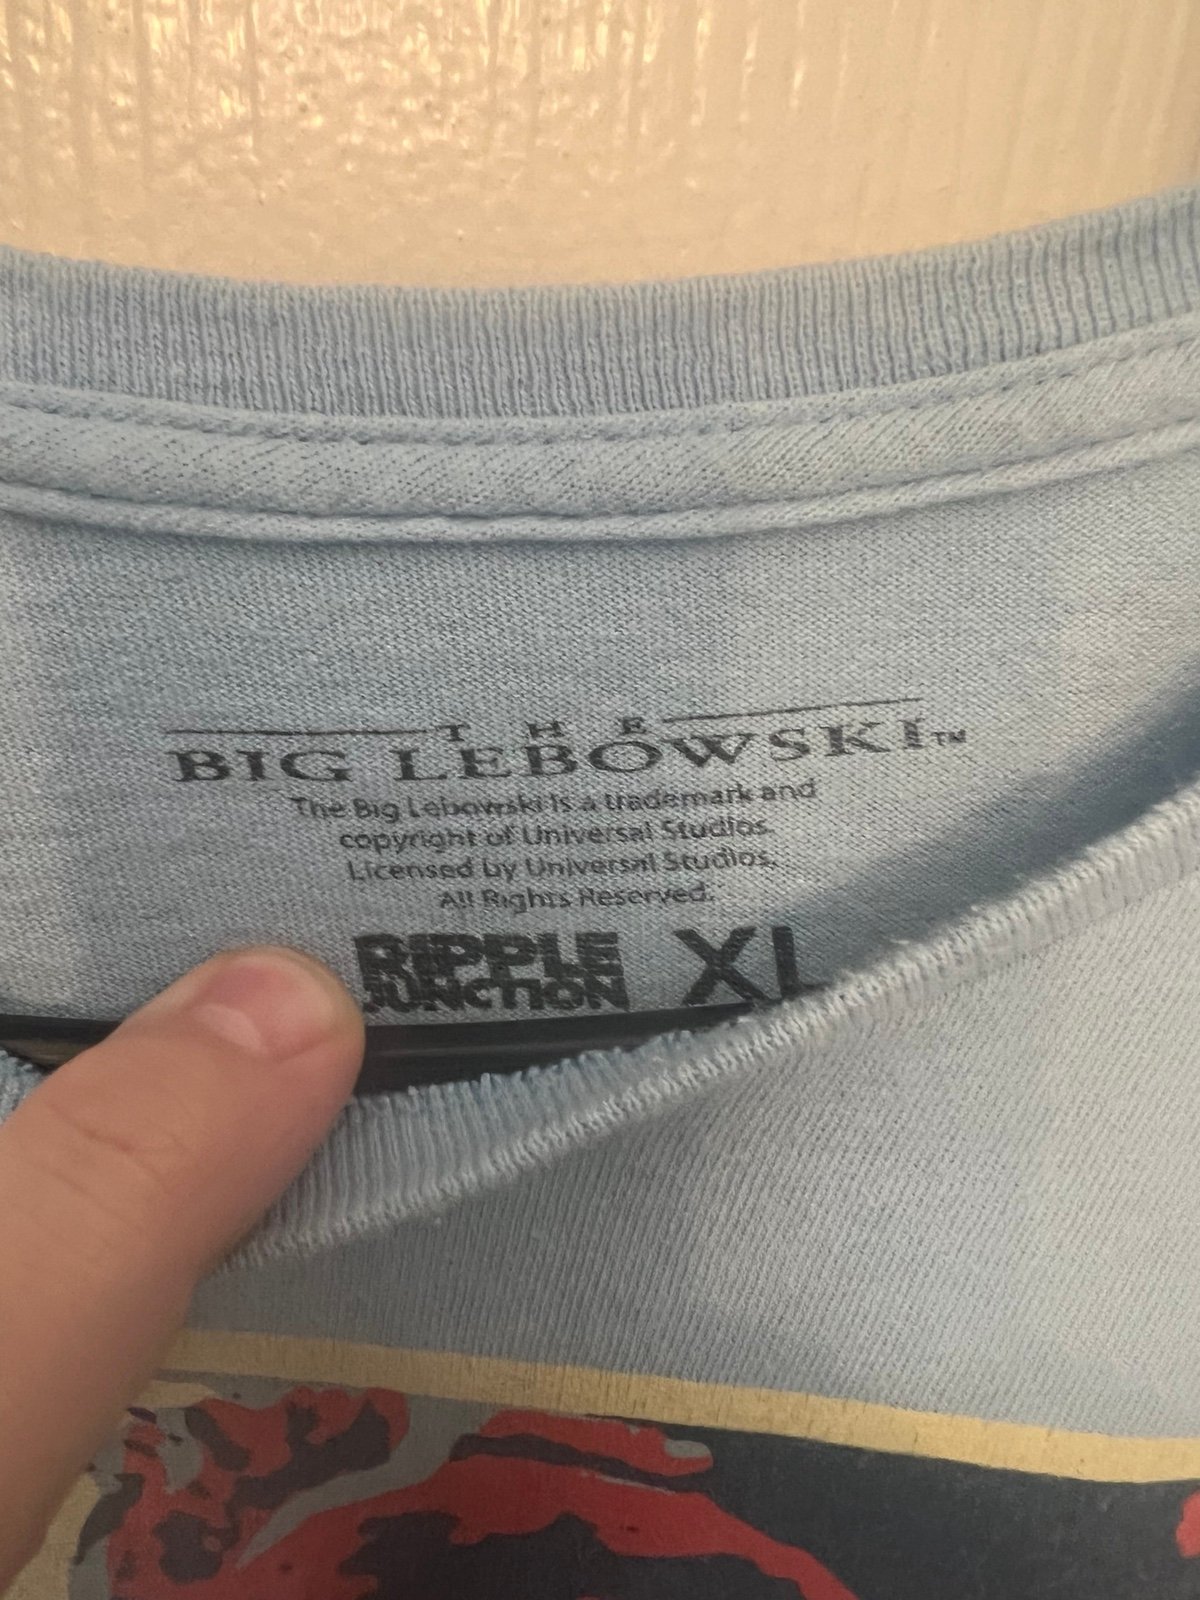 THE
BIG LEBOWSKI™
The Big Lebowski is a trademark and
copyright of Universal Studios.
Licensed by Universal Studios.
All Rights Reserved.
RIPPLE
JUNCTION
XL